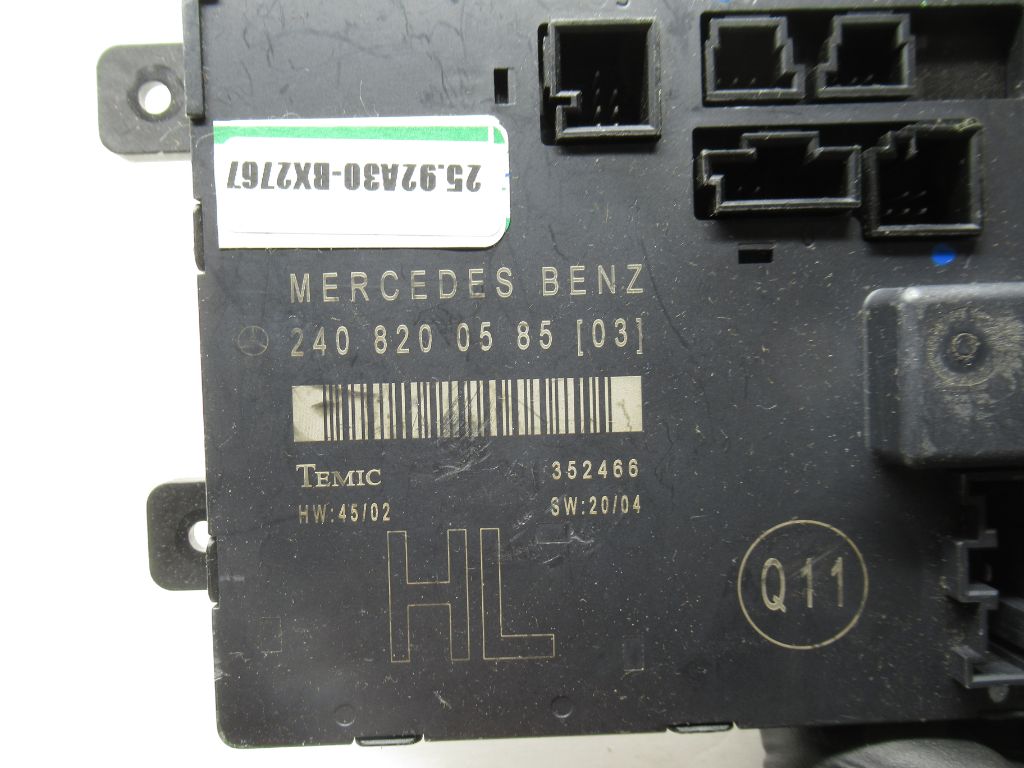 25.92A30-BX2767
MERCEDES BENZ
240 820 05 85 [03]
TEMIC 352466
HW:45/02 SW:20/04
HL
Q11